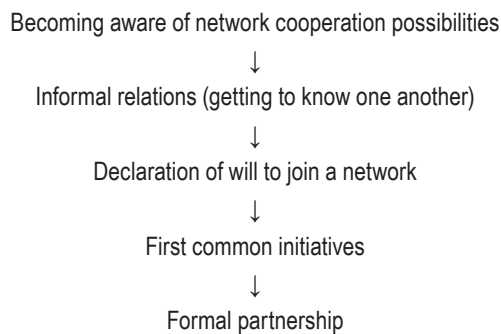 Becoming aware of network cooperation possibilities
↓
Informal relations (getting to know one another)
↓
Declaration of will to join a network
↓
First common initiatives
↓
Formal partnership